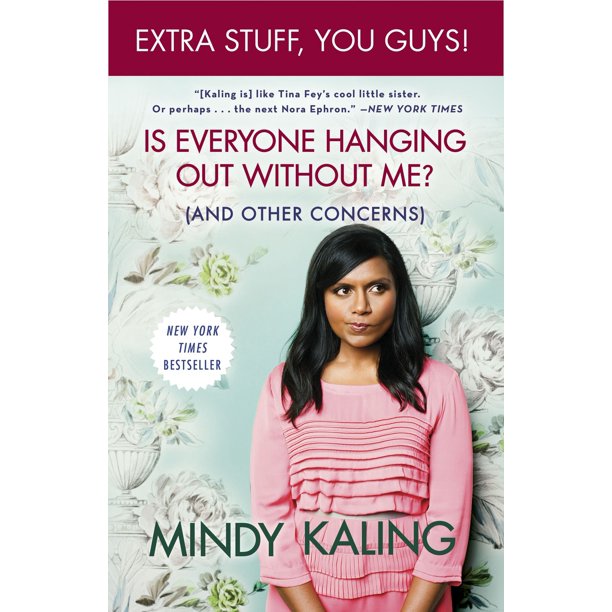 EXTRA STUFF, YOU GUYS!
“[Kaling is] like Tina Fey’s cool little sister.
Or perhaps . . . the next Nora Ephron.” —NEW YORK TIMES
IS EVERYONE HANGING
OUT WITHOUT ME?
(AND OTHER CONCERNS)
NEW YORK
TIMES
BESTSELLER
MINDY KALING